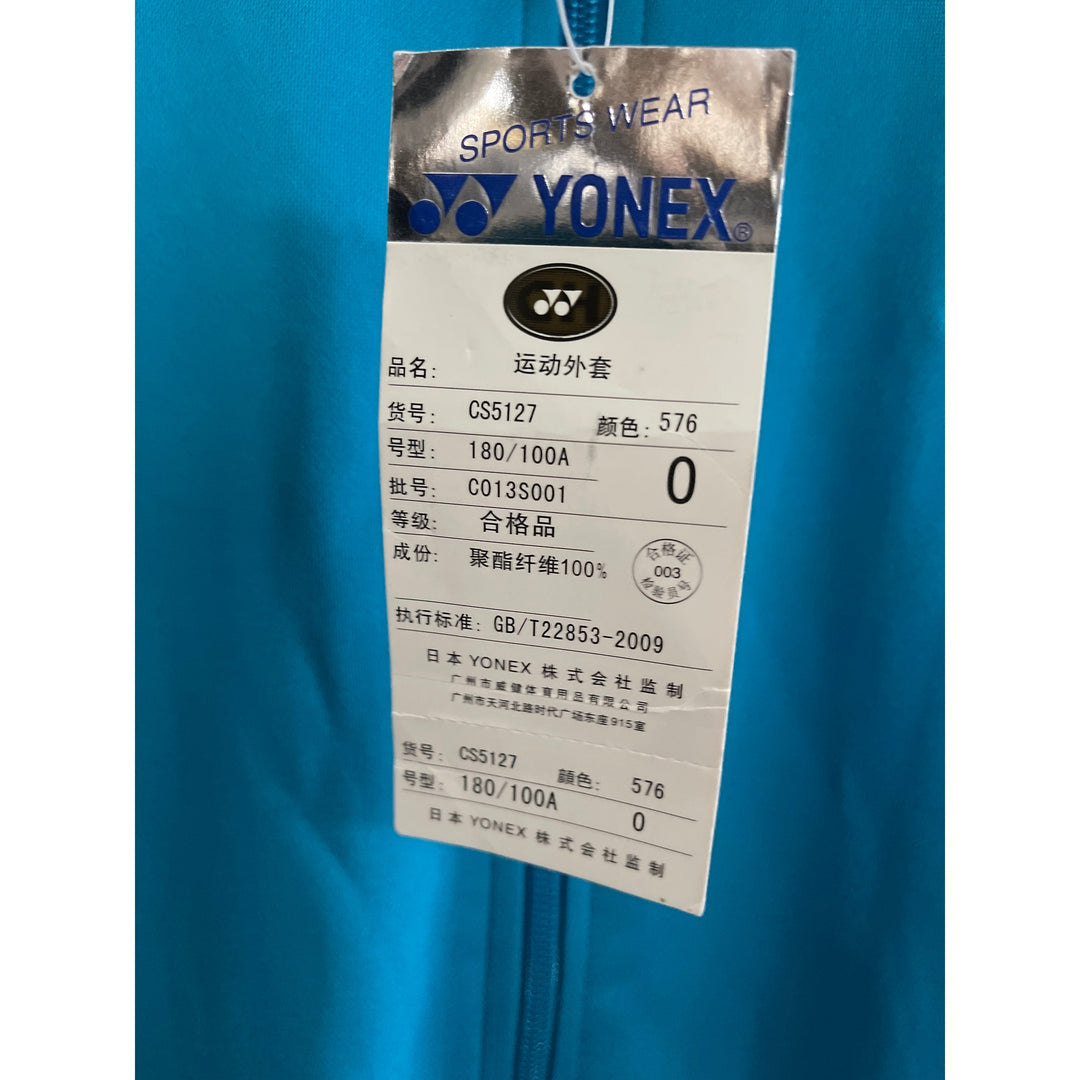 SPORTS WEAR
YONEX®
品名: 运动外套
货号: CS5127 颜色: 576
号型: 180/100A 0
批号: C013S001
等级: 合格品
成份: 聚酯纤维100%
合格证
003
检验员号
执行标准: GB/T22853-2009
日本 YONEX 株式会社监制
广州市威健体育用品有限公司
广州市天河北路时代广场东座915室
货号: CS5127 顔色: 576
号型: 180/100A 0
日本 YONEX 株式会社监制